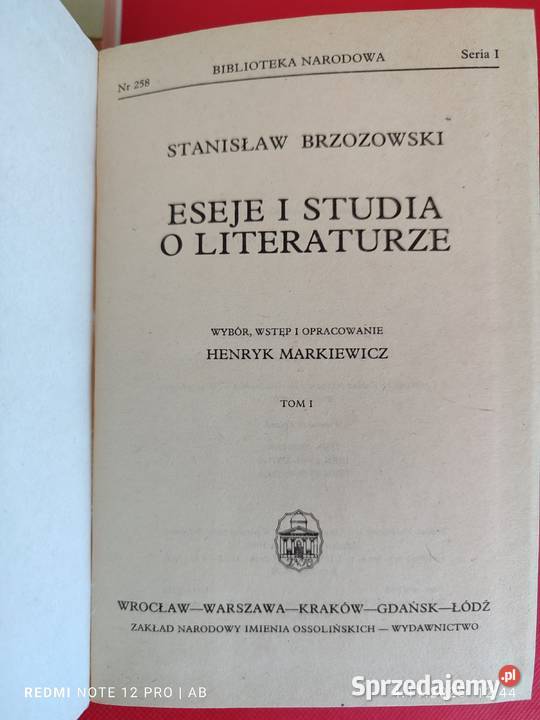 BIBLIOTEKA NARODOWA
Nr 258
Seria I
STANISŁAW BRZOZOWSKI
ESEJE I STUDIA
O LITERATURZE
WYBÓR, WSTĘP I OPRACOWANIE
HENRYK MARKIEWICZ
TOM I
WROCŁAW—WARSZAWA—KRAKÓW—GDAŃSK—ŁÓDŹ
ZAKŁAD NARODOWY IMIENIA OSSOLIŃSKICH — WYDAWNICTWO
REDMI NOTE 12 PRO | AB
Sprzedajemy.pl